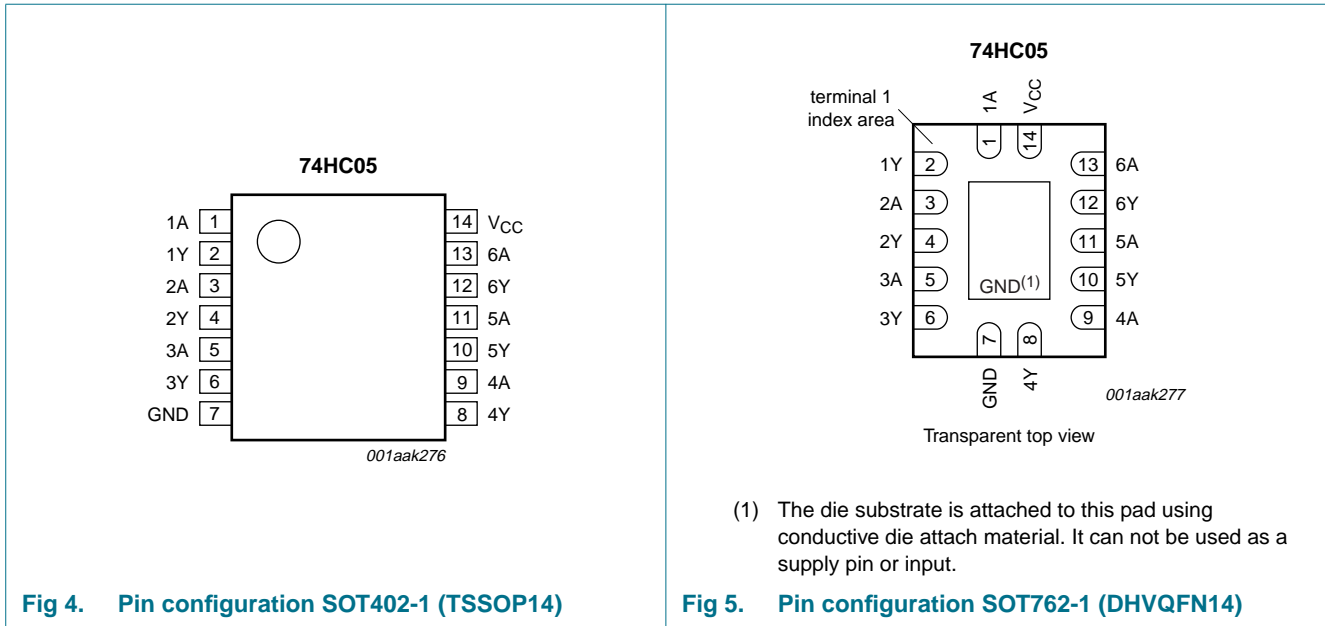 74HC05
1A 1 14 VCC
1Y 2 13 6A
2A 3 12 6Y
2Y 4 11 5A
3A 5 10 5Y
3Y 6 9 4A
GND 7 8 4Y
001aak276
Fig 4. Pin configuration SOT402-1 (TSSOP14)
74HC05
terminal 1
index area
1A VCC
1 14
1Y 2 13 6A
2A 3 12 6Y
2Y 4 11 5A
3A 5 GND(1) 10 5Y
3Y 6 9 4A
7 8
GND 4Y
001aak277
Transparent top view
(1) The die substrate is attached to this pad using
conductive die attach material. It can not be used as a
supply pin or input.
Fig 5. Pin configuration SOT762-1 (DHVQFN14)